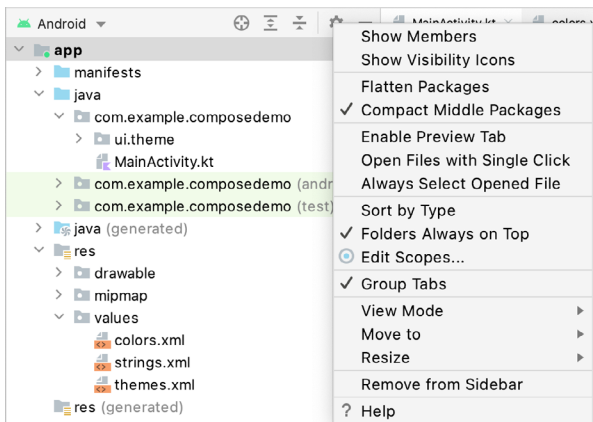 Android
MainActivity.kt
colors
app
manifests
java
com.example.composedemo
ui.theme
MainActivity.kt
com.example.composedemo (andr
com.example.composedemo (test)
java (generated)
res
drawable
mipmap
values
colors.xml
strings.xml
themes.xml
res (generated)
Show Members
Show Visibility Icons
Flatten Packages
Compact Middle Packages
Enable Preview Tab
Open Files with Single Click
Always Select Opened File
Sort by Type
Folders Always on Top
Edit Scopes...
Group Tabs
View Mode
Move to
Resize
Remove from Sidebar
? Help